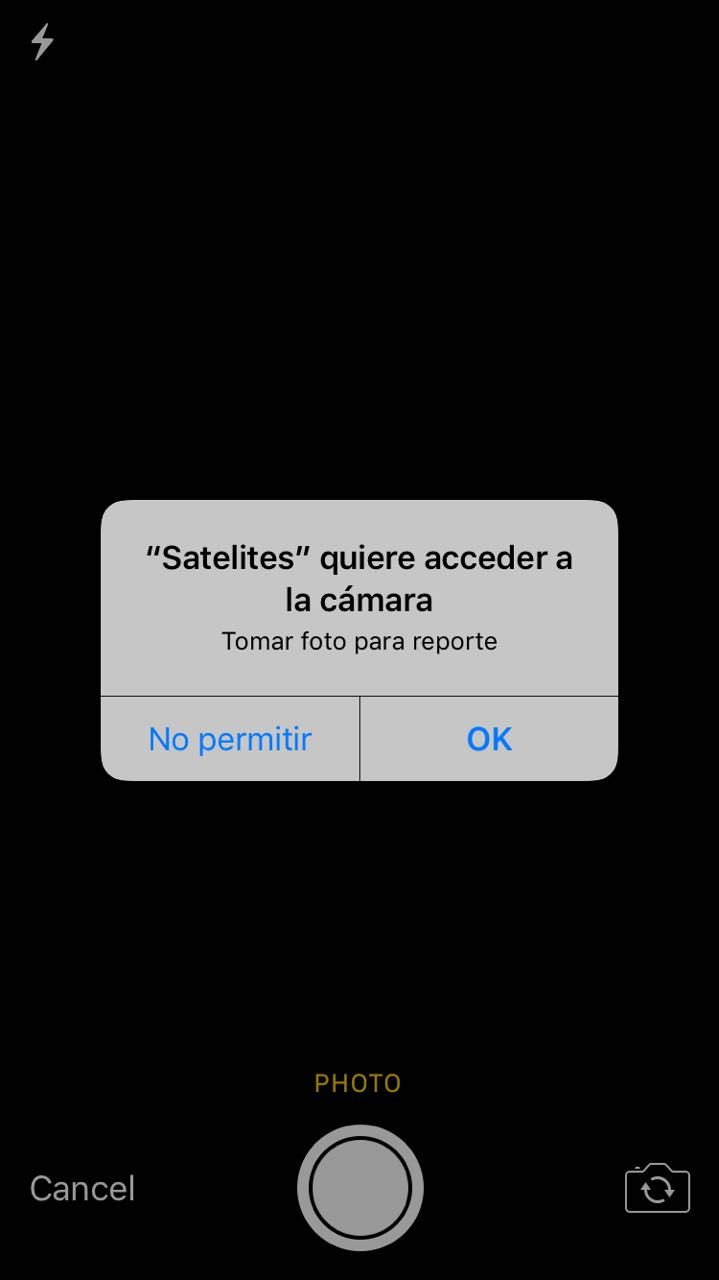 “Satelites” quiere acceder a
la cámara
Tomar foto para reporte
No permitir
OK
PHOTO
Cancel